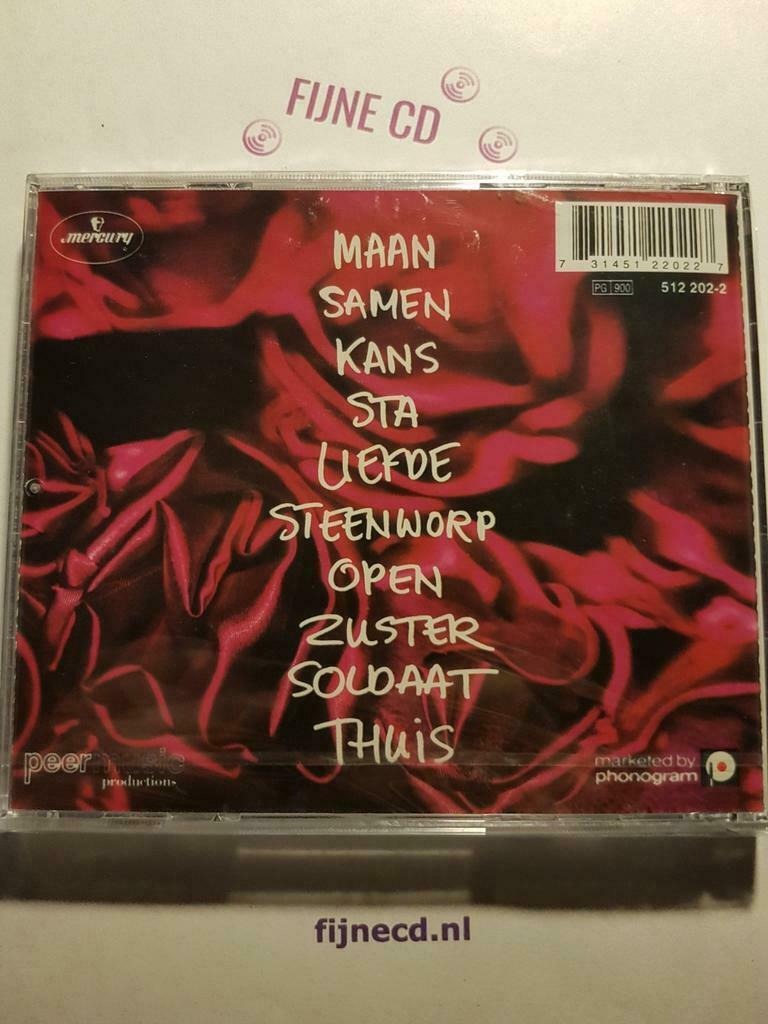 FIJNE CD
mercury
7 31451 22022 7
PG 900 512 202-2
MAAN
SAMEN
KANS
STA
LIEFDE
STEENWORP
OPEN
ZUSTER
SOLDAAT
THUIS
peermusic
productions
marketed by
phonogram
fijnecd.nl